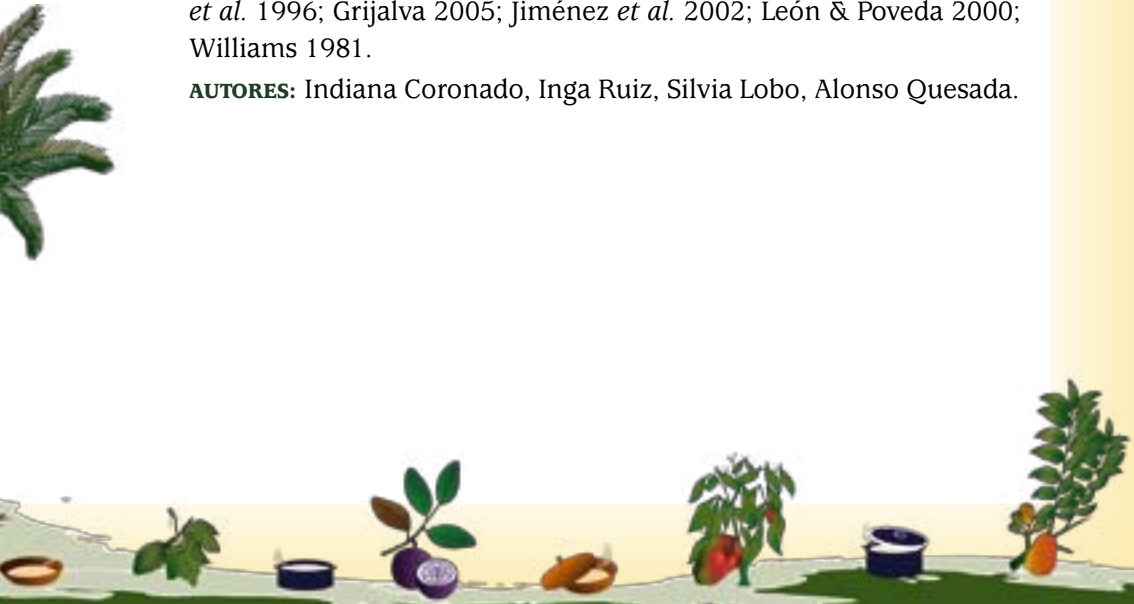 et al. 1996; Grijalva 2005; Jiménez et al. 2002; León & Poveda 2000;
Williams 1981.
AUTORES: Indiana Coronado, Inga Ruiz, Silvia Lobo, Alonso Quesada.